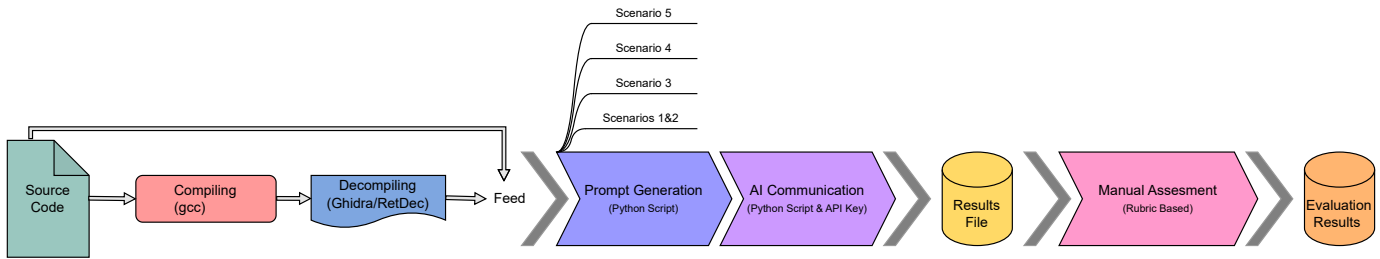 Scenario 5
Scenario 4
Scenario 3
Scenarios 1&2
Source
Code
Compiling
(gcc)
Decompiling
(Ghidra/RetDec)
Feed
Prompt Generation
(Python Script)
AI Communication
(Python Script & API Key)
Results
File
Manual Assesment
(Rubric Based)
Evaluation
Results